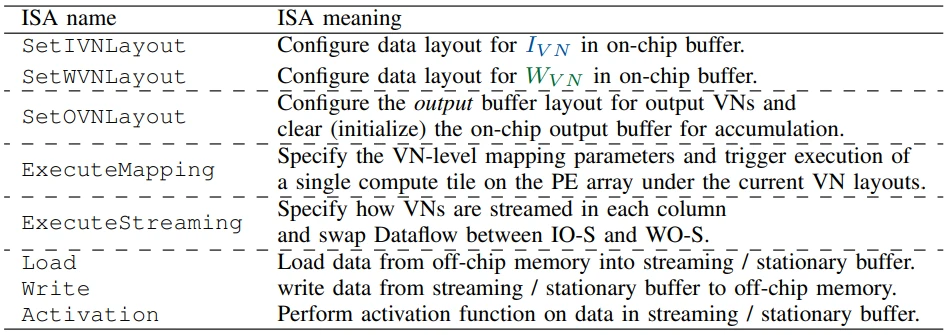 ISA name ISA meaning
SetIVNLayout Configure data layout for I_{VN} in on-chip buffer.
SetWVNLayout Configure data layout for W_{VN} in on-chip buffer.
SetOVNLayout Configure the output buffer layout for output VNs and
clear (initialize) the on-chip output buffer for accumulation.
ExecuteMapping Specify the VN-level mapping parameters and trigger execution of
a single compute tile on the PE array under the current VN layouts.
ExecuteStreaming Specify how VNs are streamed in each column
and swap Dataflow between IO-S and WO-S.
Load Load data from off-chip memory into streaming / stationary buffer.
Write write data from streaming / stationary buffer to off-chip memory.
Activation Perform activation function on data in streaming / stationary buffer.